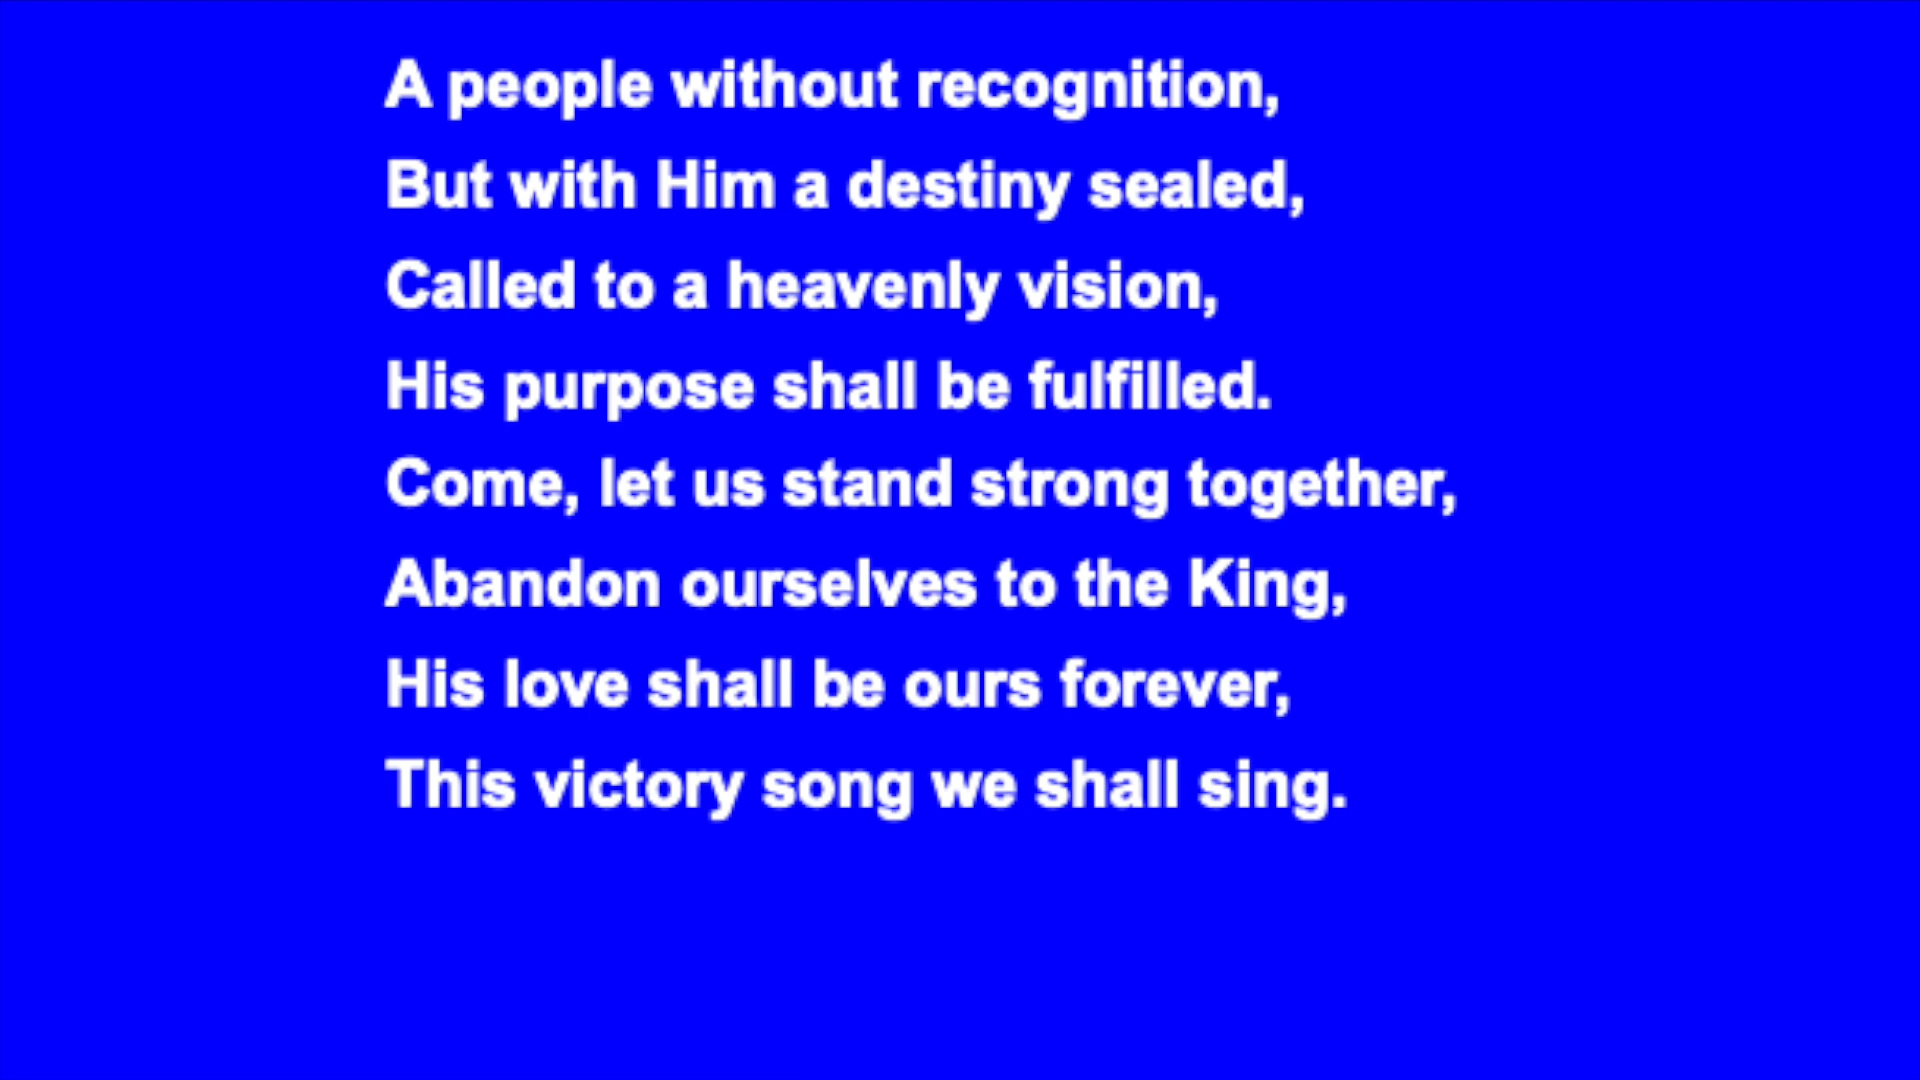 A people without recognition,
But with Him a destiny sealed,
Called to a heavenly vision,
His purpose shall be fulfilled.
Come, let us stand strong together,
Abandon ourselves to the King,
His love shall be ours forever,
This victory song we shall sing.